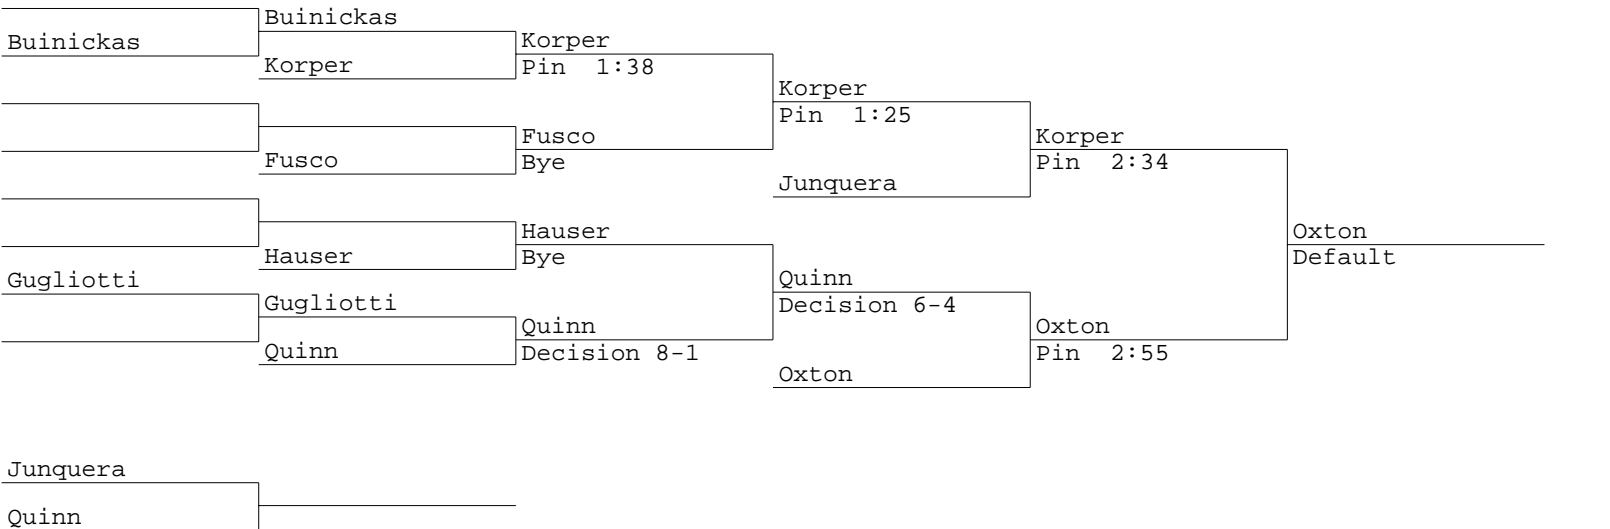 Buinickas
Buinickas
Korper
Korper
Pin 1:38
Fusco
Fusco
Bye
Korper
Pin 1:25
Junquera
Korper
Pin 2:34
Hauser
Hauser
Bye
Gugliotti
Gugliotti
Quinn
Quinn
Decision 8-1
Quinn
Decision 6-4
Oxton
Oxton
Pin 2:55
Oxton
Default
Junquera
Quinn